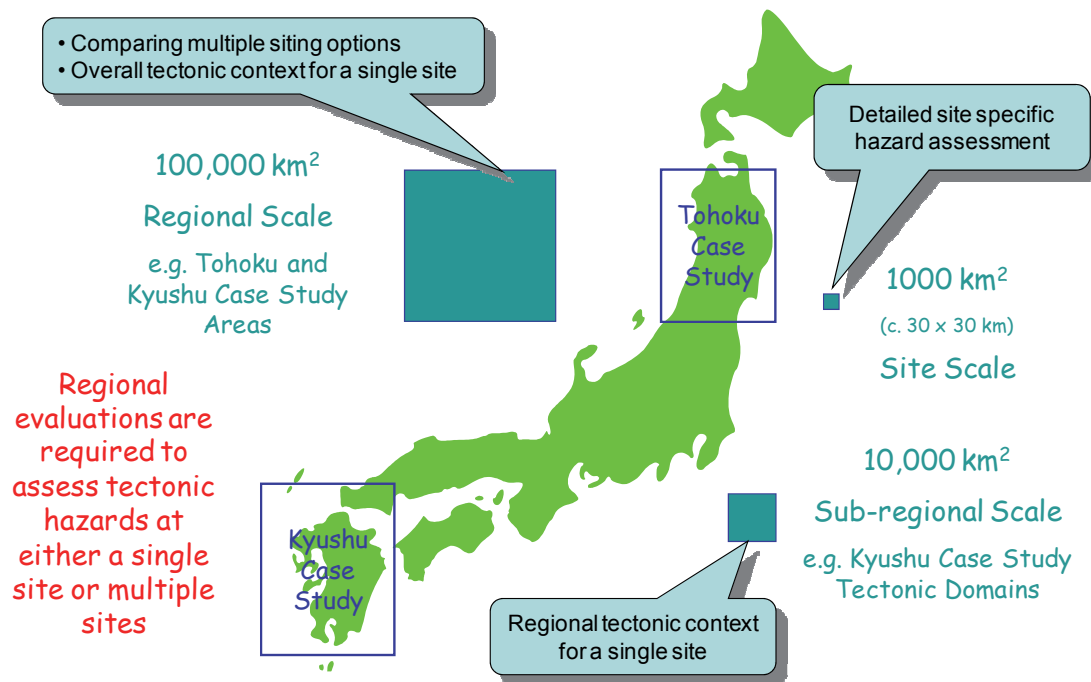 • Comparing multiple siting options
• Overall tectonic context for a single site
100,000 km²
Regional Scale
e.g. Tohoku and
Kyushu Case Study
Areas
Regional
evaluations are
required to
assess tectonic
hazards at
either a single
site or multiple
sites
Tohoku
Case
Study
Kyushu
Case
Study
Detailed site specific
hazard assessment
1000 km²
(c. 30 x 30 km)
Site Scale
10,000 km²
Sub-regional Scale
e.g. Kyushu Case Study
Tectonic Domains
Regional tectonic context
for a single site